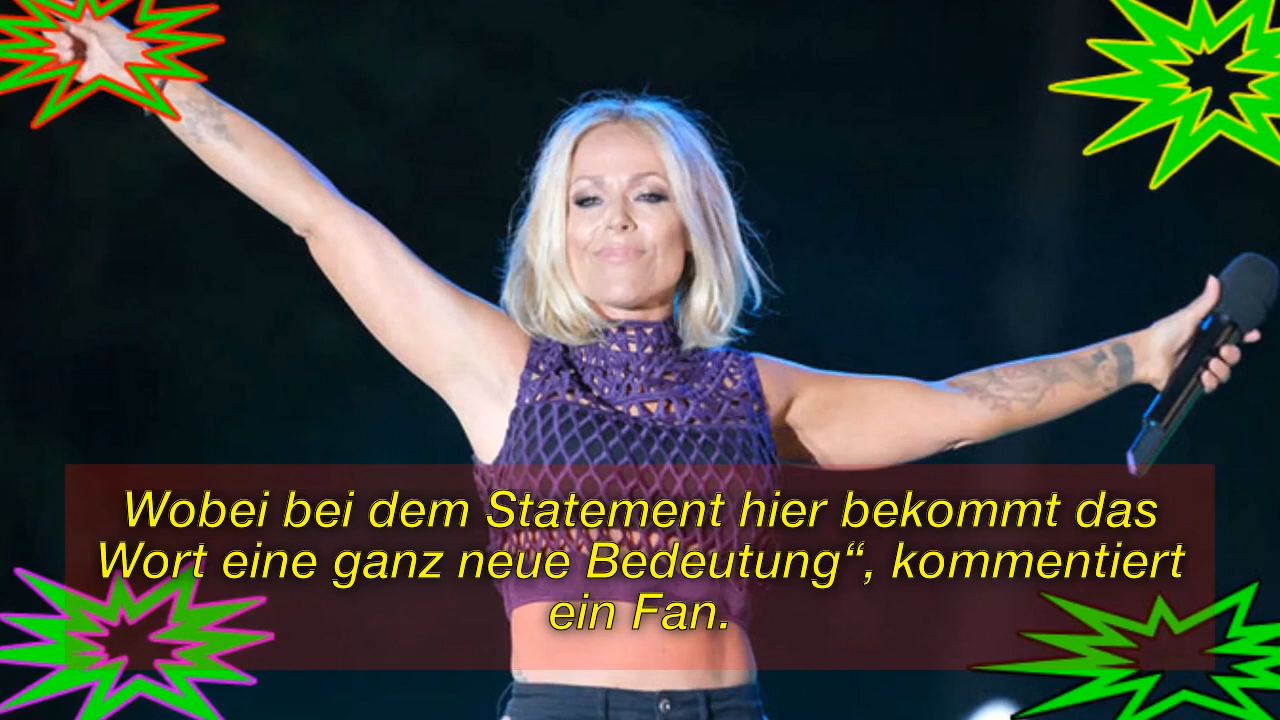 Wobei bei dem Statement hier bekommt das
Wort eine ganz neue Bedeutung“, kommentiert
ein Fan.